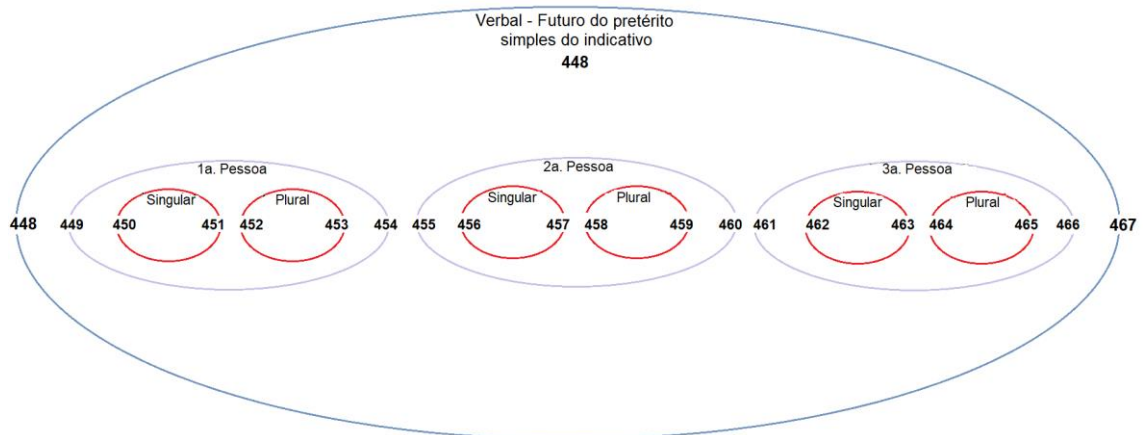 Verbal - Futuro do pretérito
simples do indicativo
448
1a. Pessoa
2a. Pessoa
3a. Pessoa
Singular
Plural
Singular
Plural
Singular
Plural
448 449 450 451 452 453 454 455 456 457 458 459 460 461 462 463 464 465 466 467